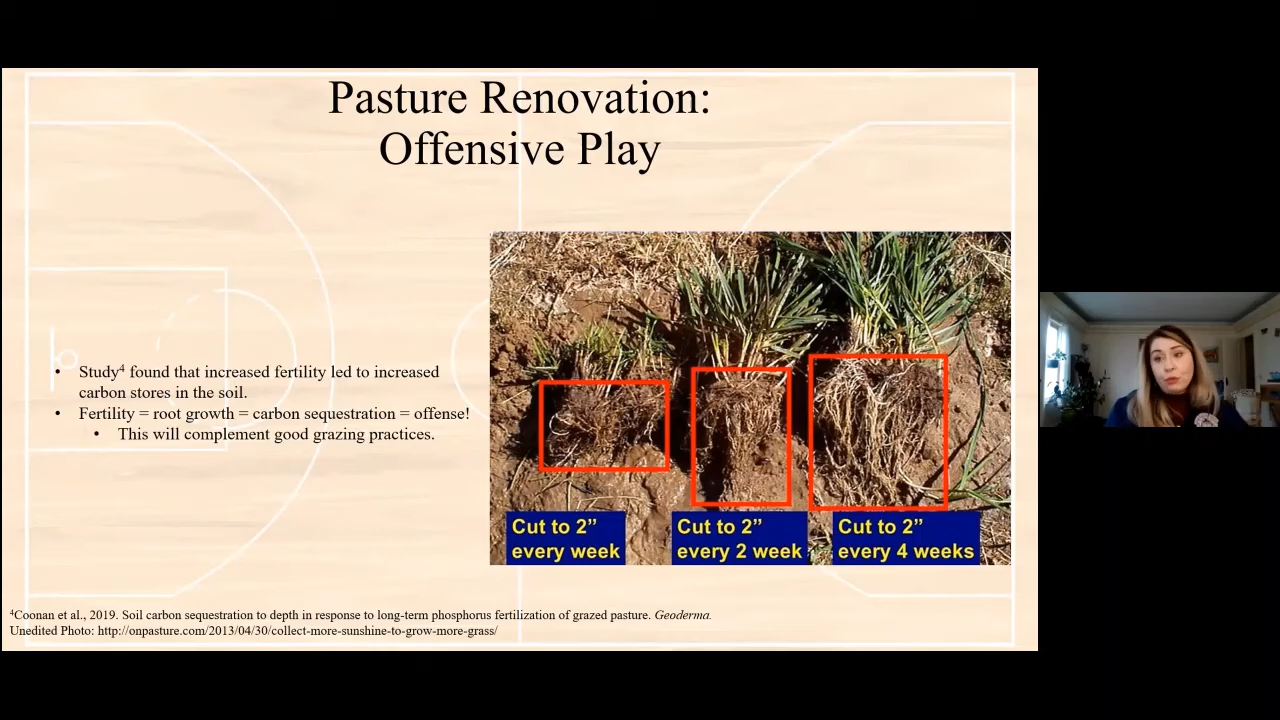 Pasture Renovation:
Offensive Play
• Study⁴ found that increased fertility led to increased
carbon stores in the soil.
• Fertility = root growth = carbon sequestration = offense!
• This will complement good grazing practices.
Cut to 2”
every week
Cut to 2”
every 2 week
Cut to 2”
every 4 weeks
⁴Coonan et al., 2019. Soil carbon sequestration to depth in response to long-term phosphorus fertilization of grazed pasture. Geoderma.
Unedited Photo: http://onpasture.com/2013/04/30/collect-more-sunshine-to-grow-more-grass/